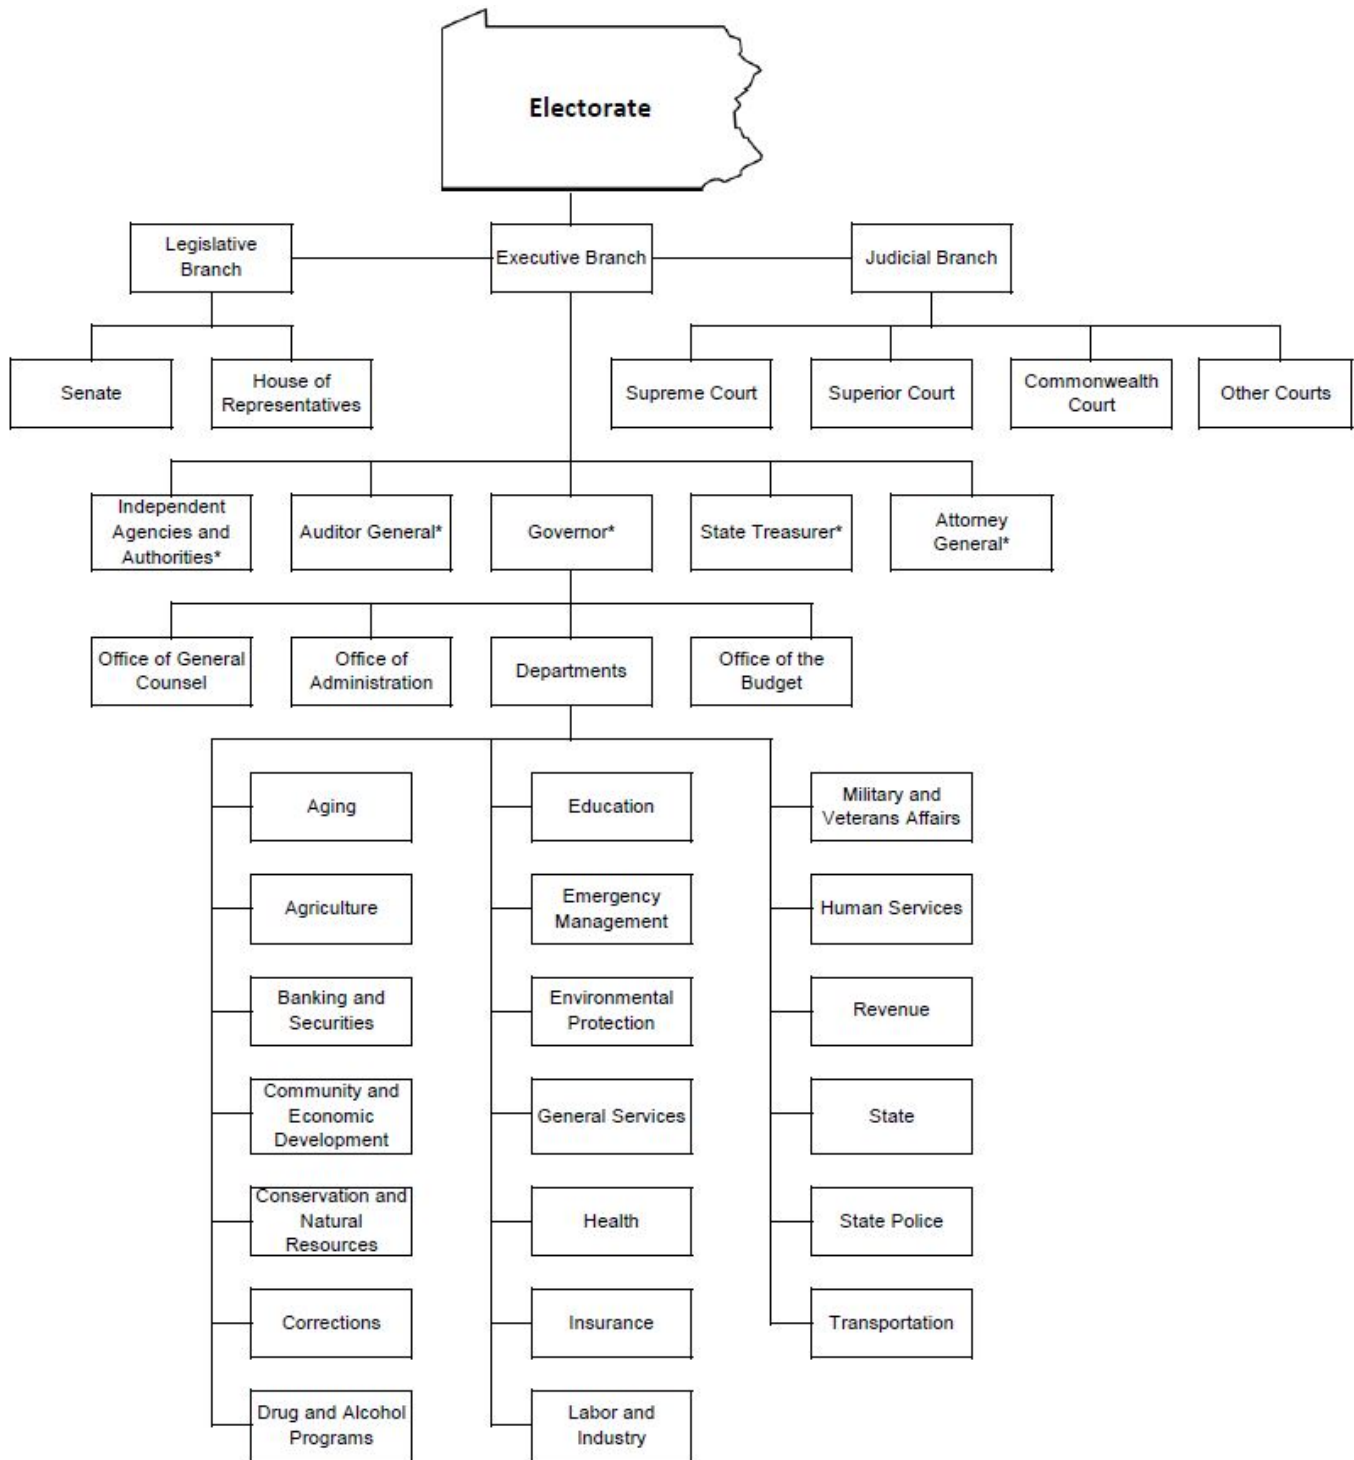 Electorate
Legislative
Branch
Executive Branch
Judicial Branch
Senate
House of
Representatives
Supreme Court
Superior Court
Commonwealth
Court
Other Courts
Independent
Agencies and
Authorities*
Auditor General*
Governor*
State Treasurer*
Attorney
General*
Office of General
Counsel
Office of
Administration
Departments
Office of the
Budget
Aging
Education
Military and
Veterans Affairs
Agriculture
Emergency
Management
Human Services
Banking and
Securities
Environmental
Protection
Revenue
Community and
Economic
Development
General Services
State
Conservation and
Natural
Resources
Health
State Police
Corrections
Insurance
Transportation
Drug and Alcohol
Programs
Labor and
Industry